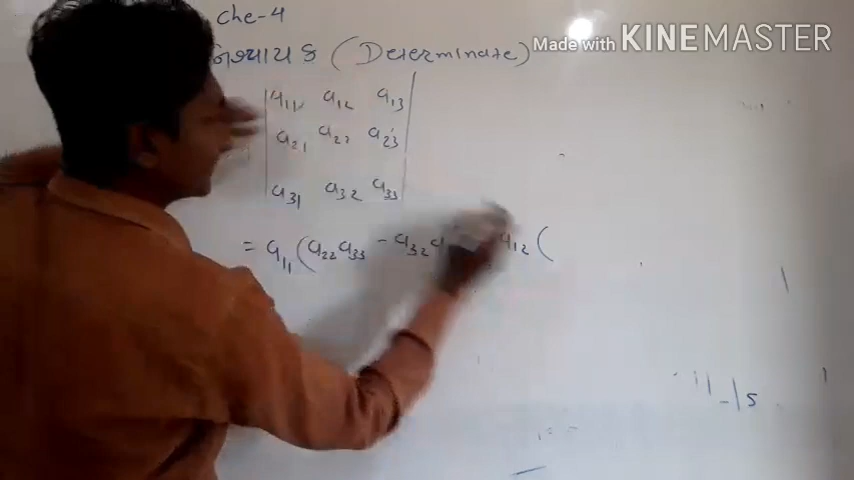 Che-4
નિશ્ચાયક (Determinate)
Made with KINEMASTER
a11 a12 a13
a21 a22 a23
a31 a32 a33
= a11 (a22 a33 - a32 a12 (
-15